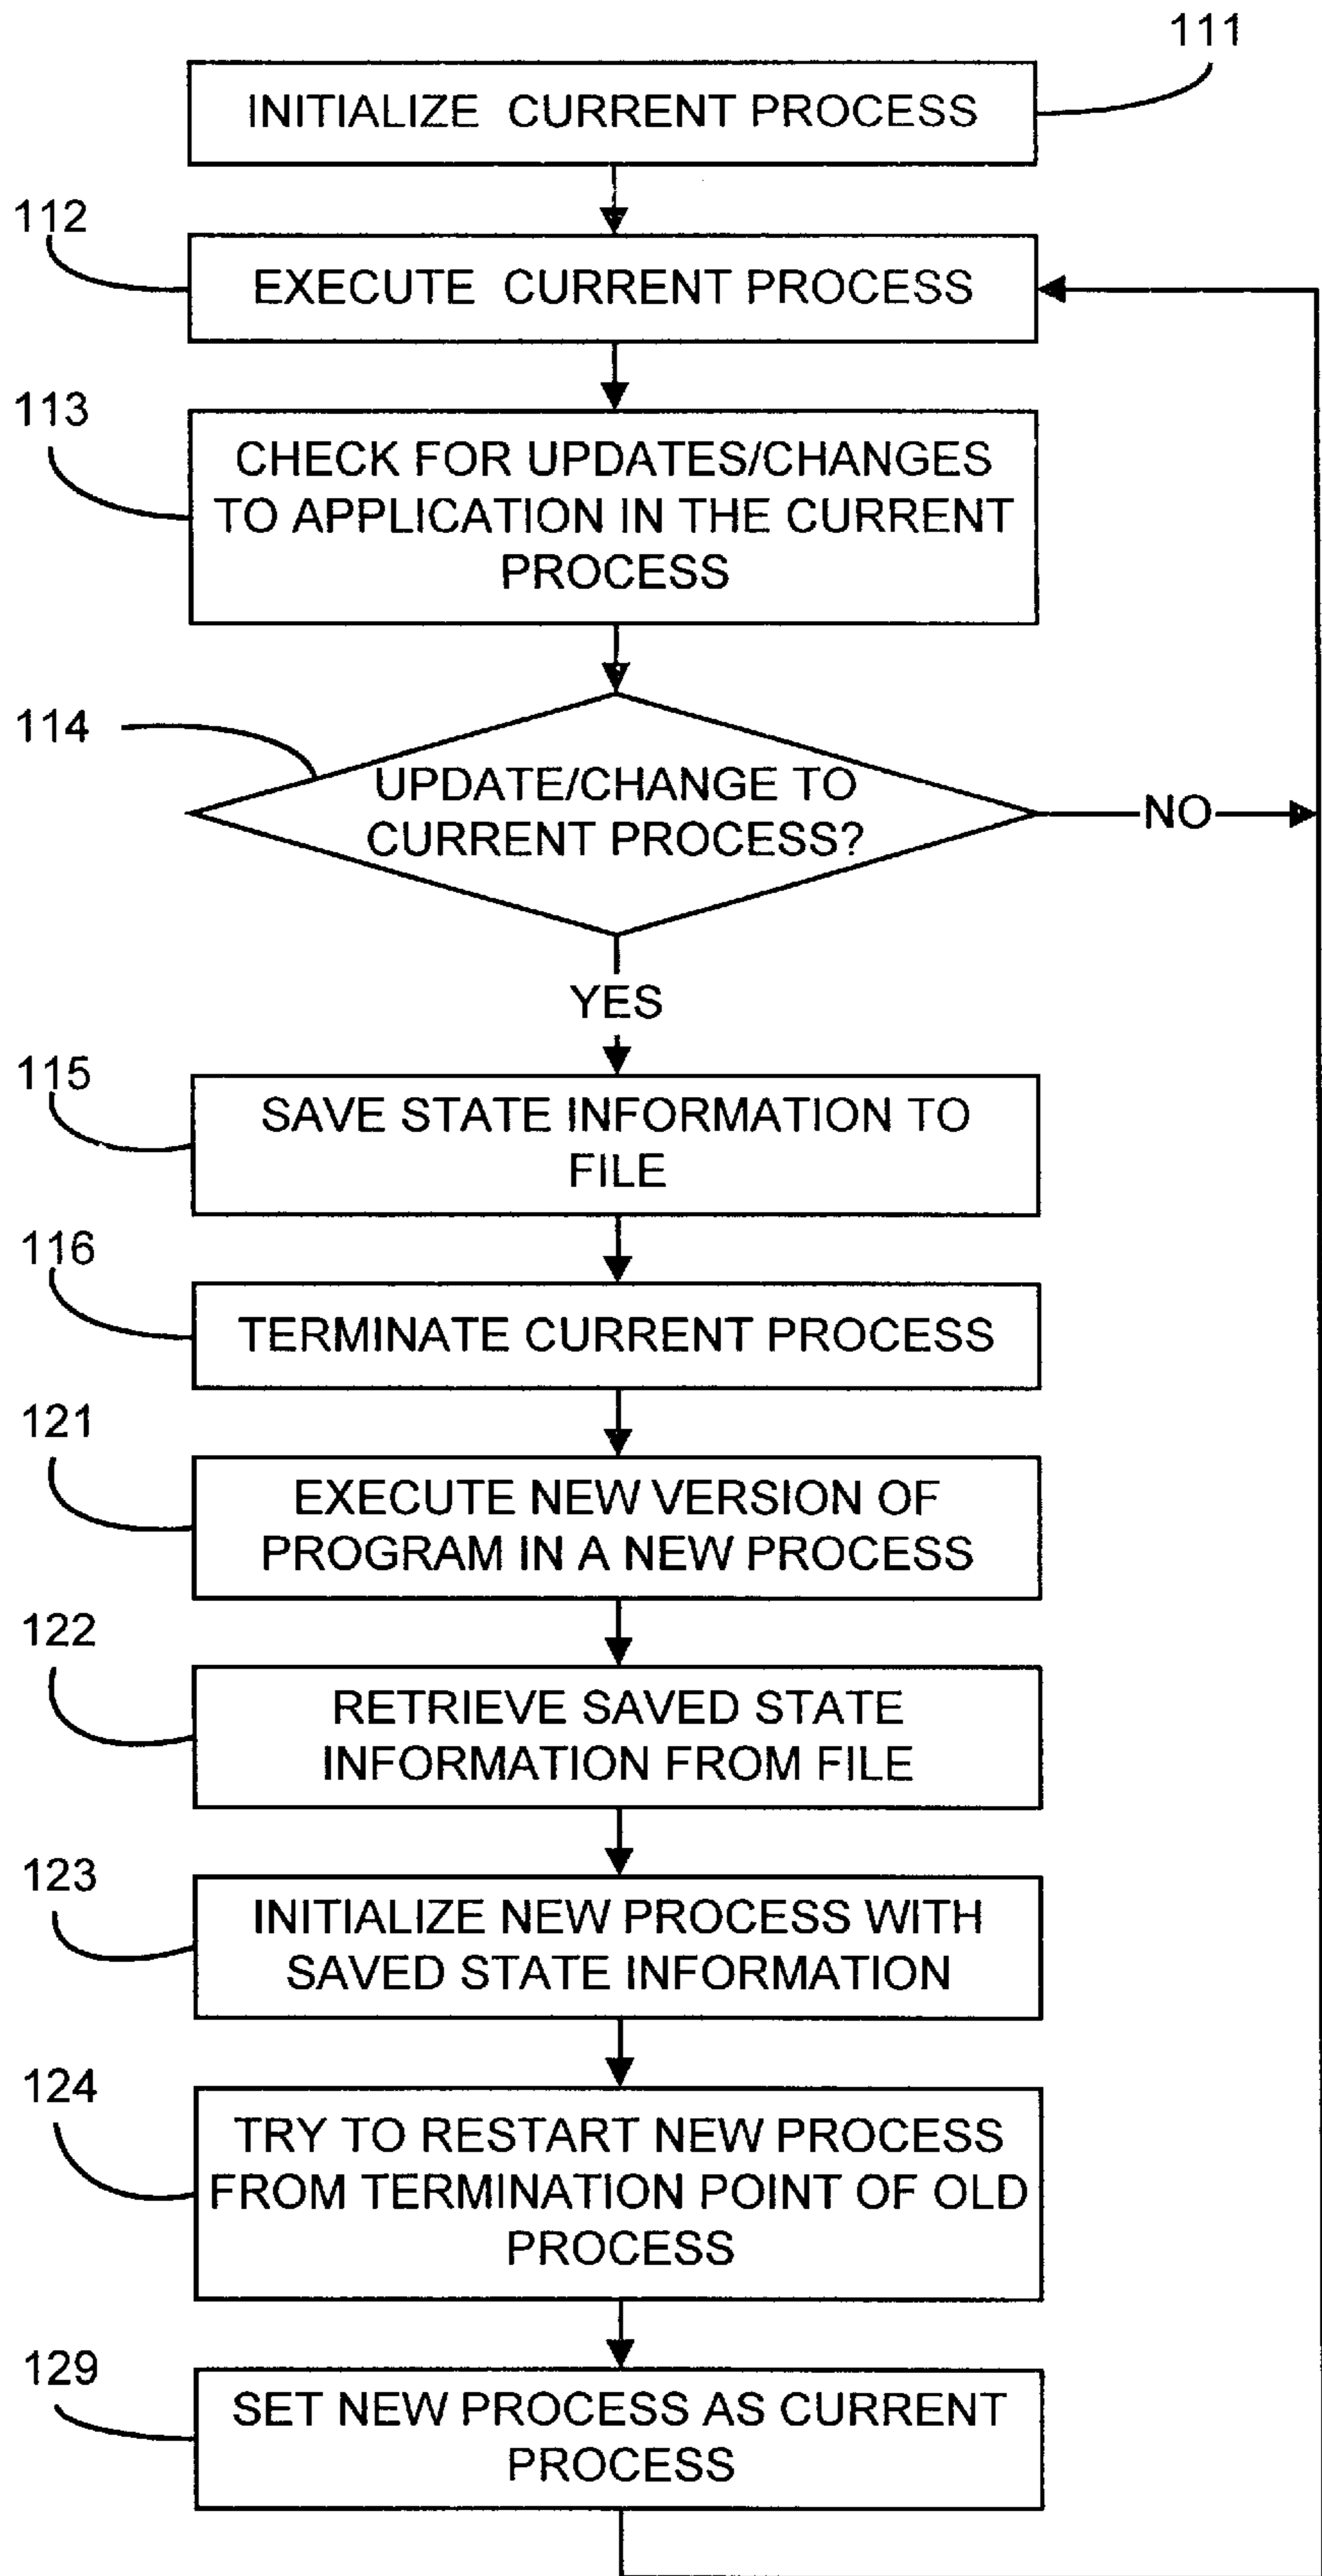 111
INITIALIZE CURRENT PROCESS
112
EXECUTE CURRENT PROCESS
113
CHECK FOR UPDATES/CHANGES
TO APPLICATION IN THE CURRENT
PROCESS
114
UPDATE/CHANGE TO
CURRENT PROCESS?
NO
YES
115
SAVE STATE INFORMATION TO
FILE
116
TERMINATE CURRENT PROCESS
121
EXECUTE NEW VERSION OF
PROGRAM IN A NEW PROCESS
122
RETRIEVE SAVED STATE
INFORMATION FROM FILE
123
INITIALIZE NEW PROCESS WITH
SAVED STATE INFORMATION
124
TRY TO RESTART NEW PROCESS
FROM TERMINATION POINT OF OLD
PROCESS
129
SET NEW PROCESS AS CURRENT
PROCESS